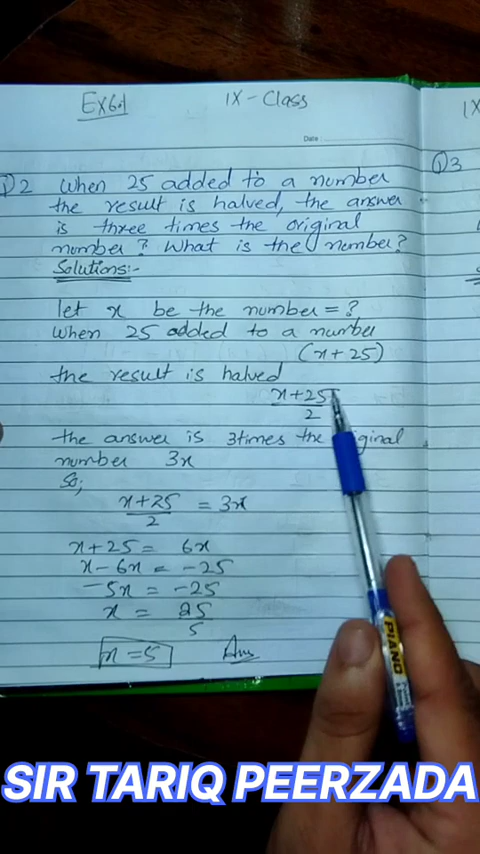 EX6.1 IX-Class
Date:
Q2 when 25 added to a number
the result is halved, the answer
is three times the original
number? What is the number?
Solutions:-
let x be the number=?
when 25 added to a number
(x+25)
the result is halved
x+25
2
the answer is 3times the original
number 3x
So;
x+25 = 3x
2
x+25 = 6x
x-6x = -25
-5x = -25
x = 25
5
x=5 Ans
IX
Q3
PIANO
SIR TARIQ PEERZADA